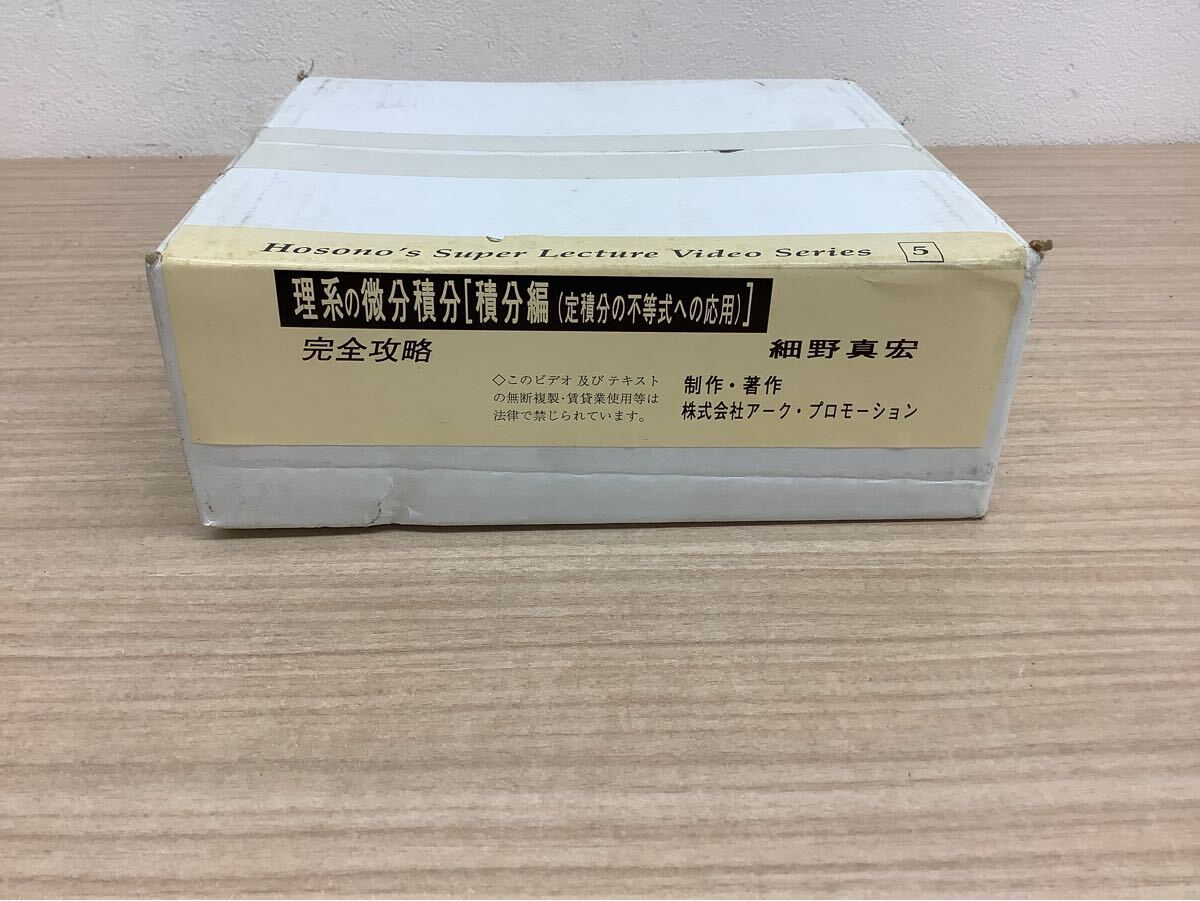 Hosono's Super Lecture Video Series 5
理系の微分積分[積分編(定積分の不等式への応用)]
完全攻略
細野真宏
◇このビデオ及びテキスト
の無断複製・賃貸業使用等は
法律で禁じられています。
制作・著作
株式会社アーク・プロモーション